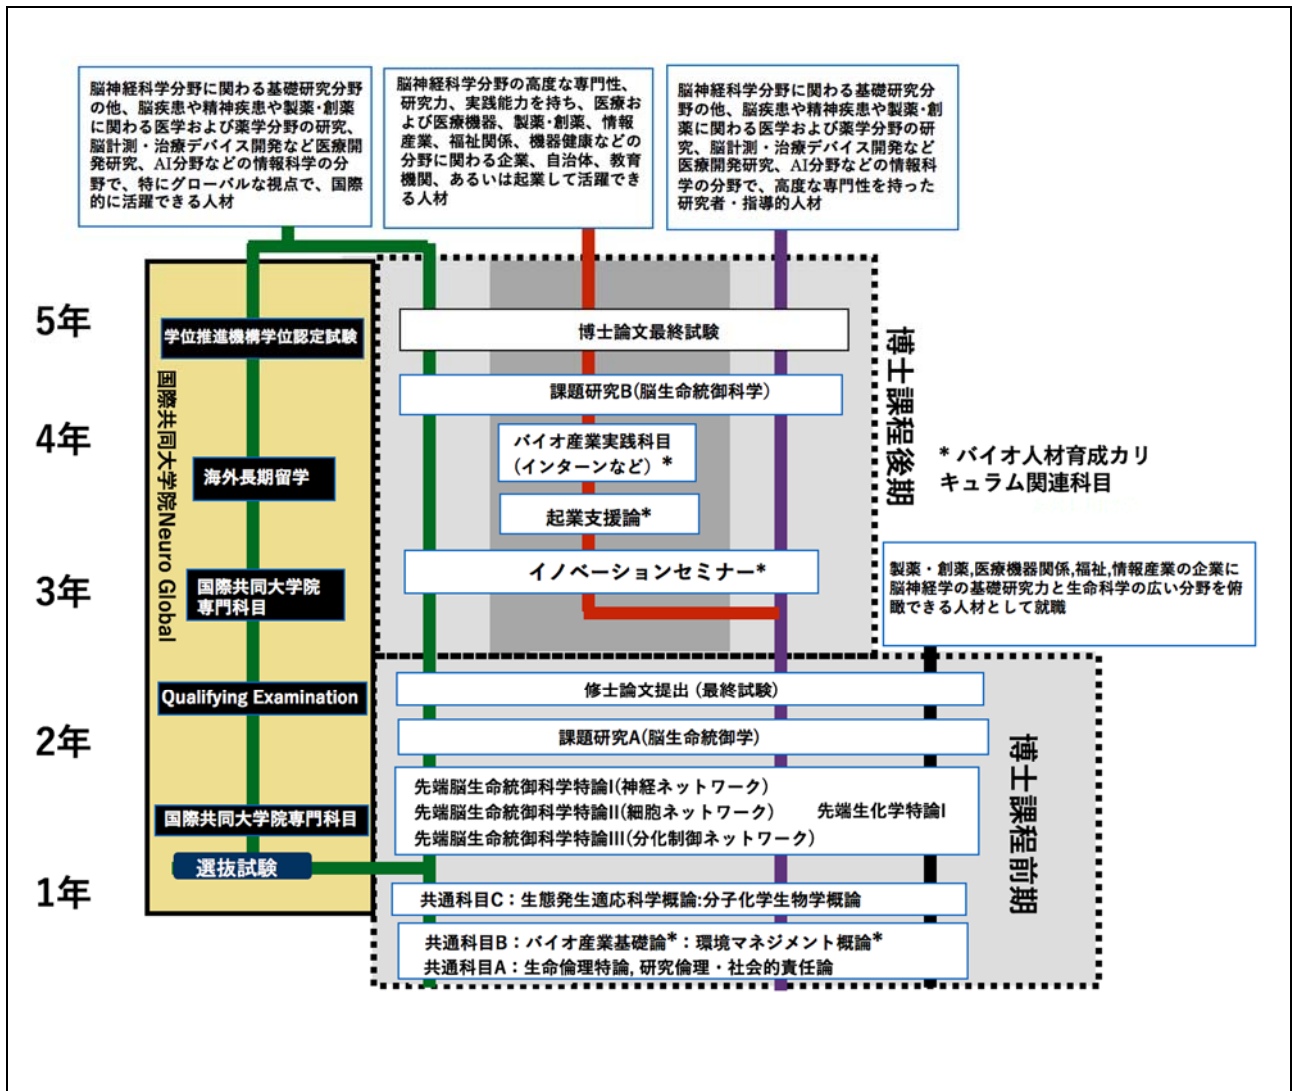 脳神経科学分野に関わる基礎研究分野
の他、脳疾患や精神疾患や製薬・創薬
に関わる医学および薬学分野の研究、
脳計測・治療デバイス開発など医療開
発研究、AI分野などの情報科学の分
野で、特にグローバルな視点で、国際
的に活躍できる人材
脳神経科学分野の高度な専門性、
研究力、実践能力を持ち、医療お
よび医療機器、製薬・創薬、情報
産業、福祉関係、機器健康などの
分野に関わる企業、自治体、教育
機関、あるいは起業して活躍でき
る人材
脳神経科学分野に関わる基礎研究分
野の他、脳疾患や精神疾患や製薬・創
薬に関わる医学および薬学分野の研
究、脳計測・治療デバイス開発など
医療開発研究、AI分野などの情報科
学の分野で、高度な専門性を持った
研究者・指導的人材
5年
4年
3年
2年
1年
国際共同大学院Neuro Global
学位推進機構学位認定試験
海外長期留学
国際共同大学院
専門科目
Qualifying Examination
国際共同大学院専門科目
選抜試験
博士課程後期
博士論文最終試験
課題研究B(脳生命統御科学)
バイオ産業実践科目
(インターンなど) *
起業支援論*
イノベーションセミナー*
* バイオ人材育成カリ
キュラム関連科目
製薬・創薬,医療機器関係,福祉,情報産業の企業に
脳神経学の基礎研究力と生命科学の広い分野を俯
瞰できる人材として就職
博士課程前期
修士論文提出 (最終試験)
課題研究A(脳生命統御学)
先端脳生命統御科学特論I(神経ネットワーク)
先端脳生命統御科学特論II(細胞ネットワーク)
先端生化学特論I
先端脳生命統御科学特論III(分化制御ネットワーク)
共通科目C：生態発生適応科学概論:分子化学生物学概論
共通科目B：バイオ産業基礎論*：環境マネジメント概論*
共通科目A：生命倫理特論, 研究倫理・社会的責任論